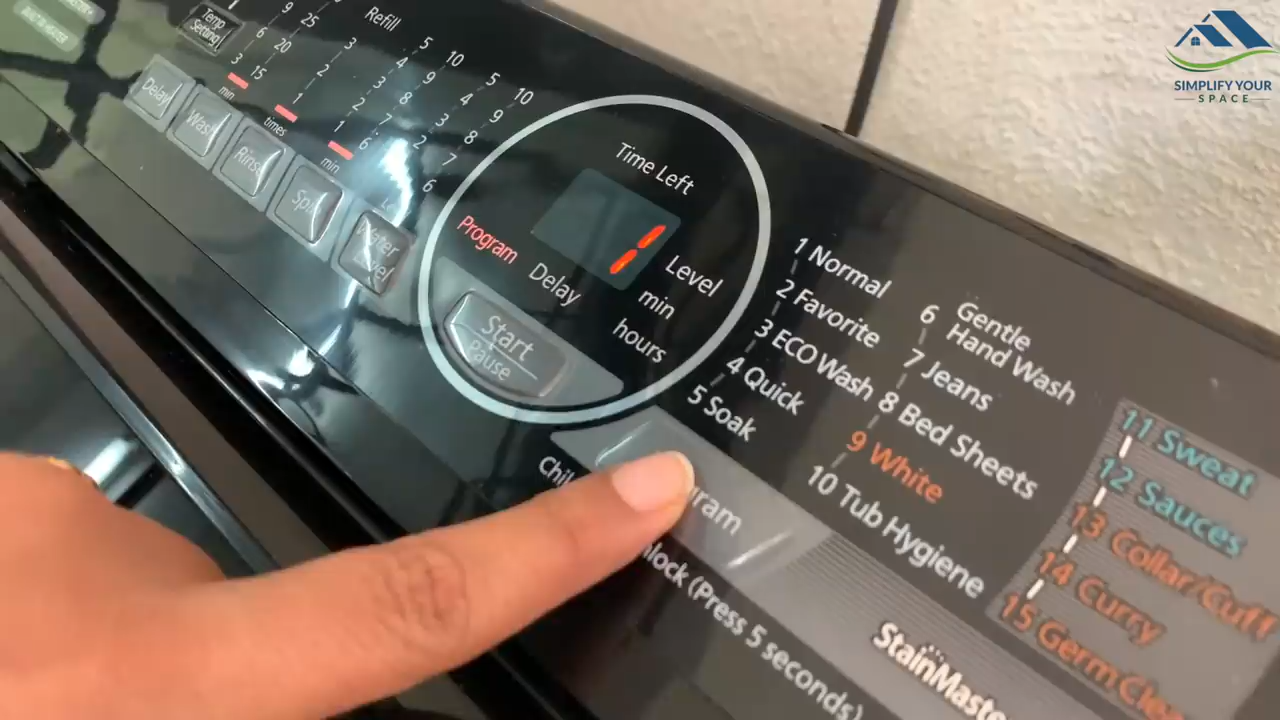 SIMPLIFY YOUR
SPACE
Temp
Setting
Refill
9 25
6 20
3 15
min
3
2
1
times
5 10
4 9
3 8
2 7
1 6
min
5 10
4 9
3 8
2 7
6
Delay
Wash
Water
Level
Time Left
1
Program
Delay
Level
min
hours
Start
Pause
1 Normal
2 Favorite
3 ECO Wash
4 Quick
5 Soak
6 Gentle
Hand Wash
7 Jeans
8 Bed Sheets
9 White
10 Tub Hygiene
11 Sweat
12 Sauces
13 Collar/Cuff
14 Curry
15
(Press 5 seconds)